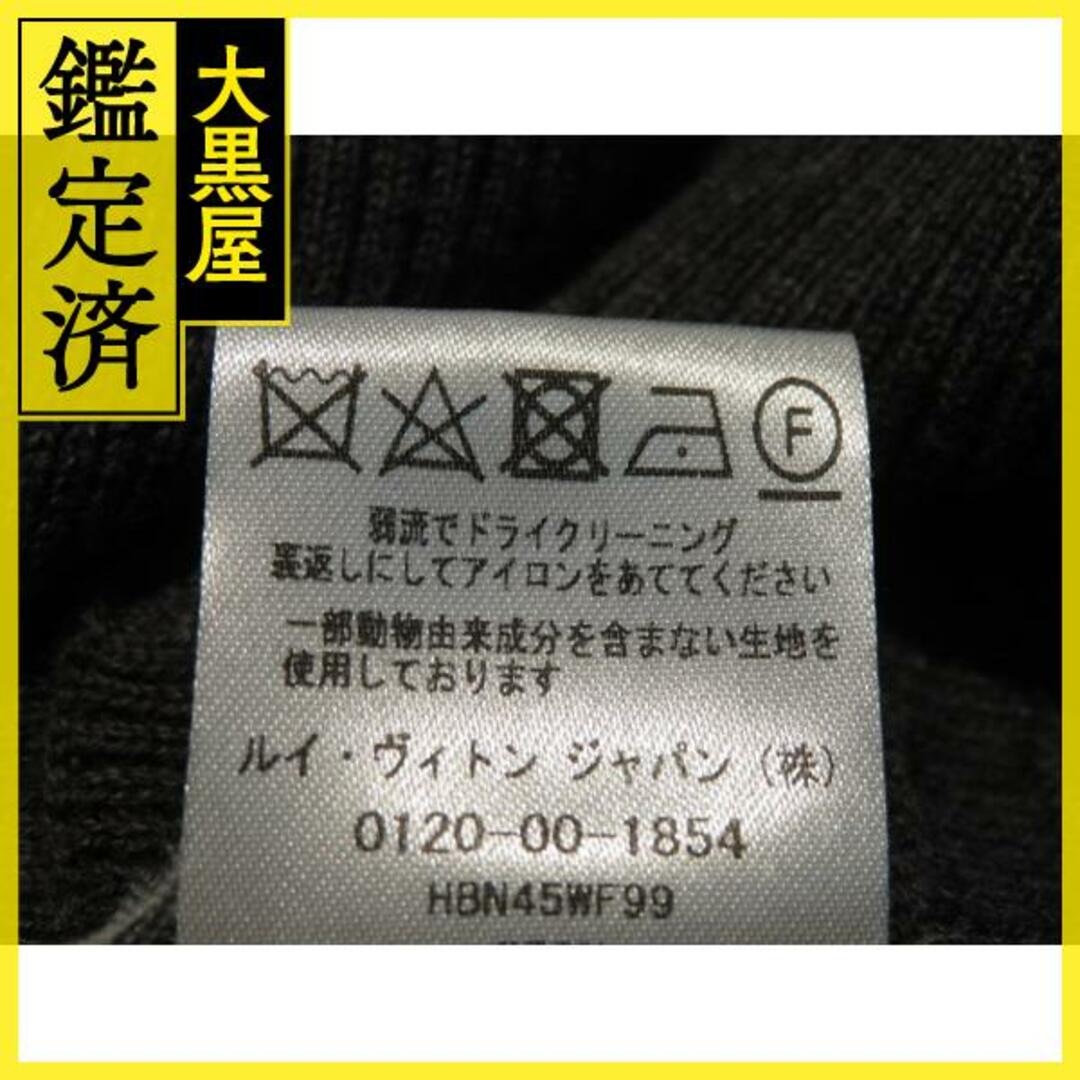 鑑定済
大黒屋
F
弱流でドライクリーニング
裏返しにしてアイロンをあててください
一部動物由来成分を含まない生地を
使用しております
ルイ・ヴィトン ジャパン (株)
0120-00-1854
HBN45WF99